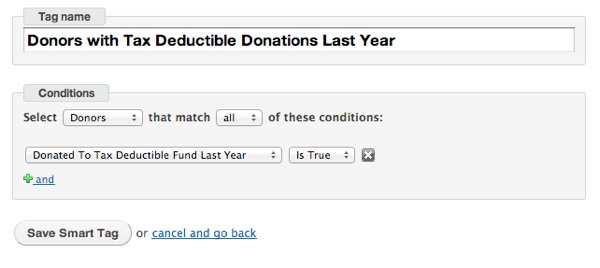 Tag name
Donors with Tax Deductible Donations Last Year
Conditions
Select Donors that match all of these conditions:
Donated To Tax Deductible Fund Last Year Is True
and
Save Smart Tag or cancel and go back